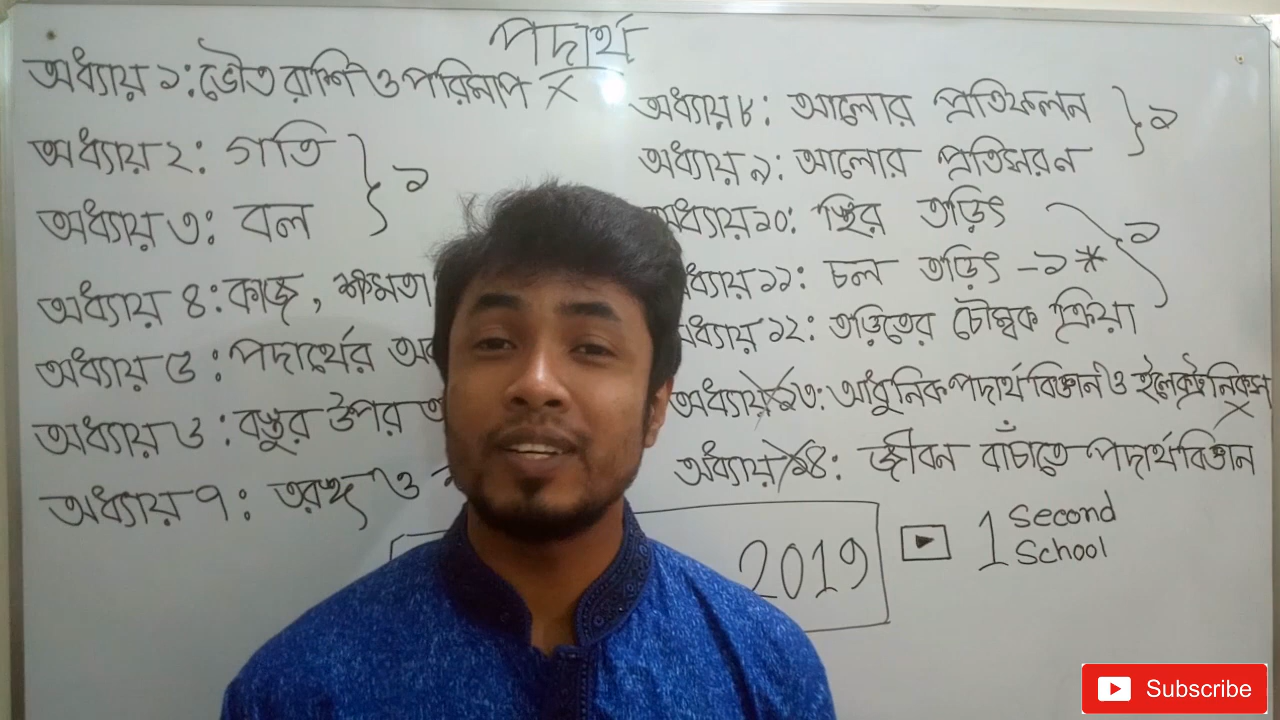 পদার্থ
অধ্যায় ১: ভৌত রাশি ও পরিমাপ ×
অধ্যায় ২: গতি } ১
অধ্যায় ৩: বল
অধ্যায় ৪: কাজ, ক্ষমতা
অধ্যায় ৫: পদার্থের
অধ্যায় ৬: বস্তুর উপর
অধ্যায় ৭: তরঙ্গ ও
অধ্যায় ৮: আলোর প্রতিফলন } ১
অধ্যায় ৯: আলোর প্রতিসরন
অধ্যায় ১০: স্থির তড়িৎ } ১
অধ্যায় ১১: চল তড়িৎ -১*
অধ্যায় ১২: তড়িতের চৌম্বক ক্রিয়া
অধ্যায় ১৩: আধুনিক পদার্থ বিজ্ঞান ও ইলেক্ট্রনিক্স
অধ্যায় ১৪: জীবন বাঁচাতে পদার্থবিজ্ঞান
2019
1 Second School
Subscribe